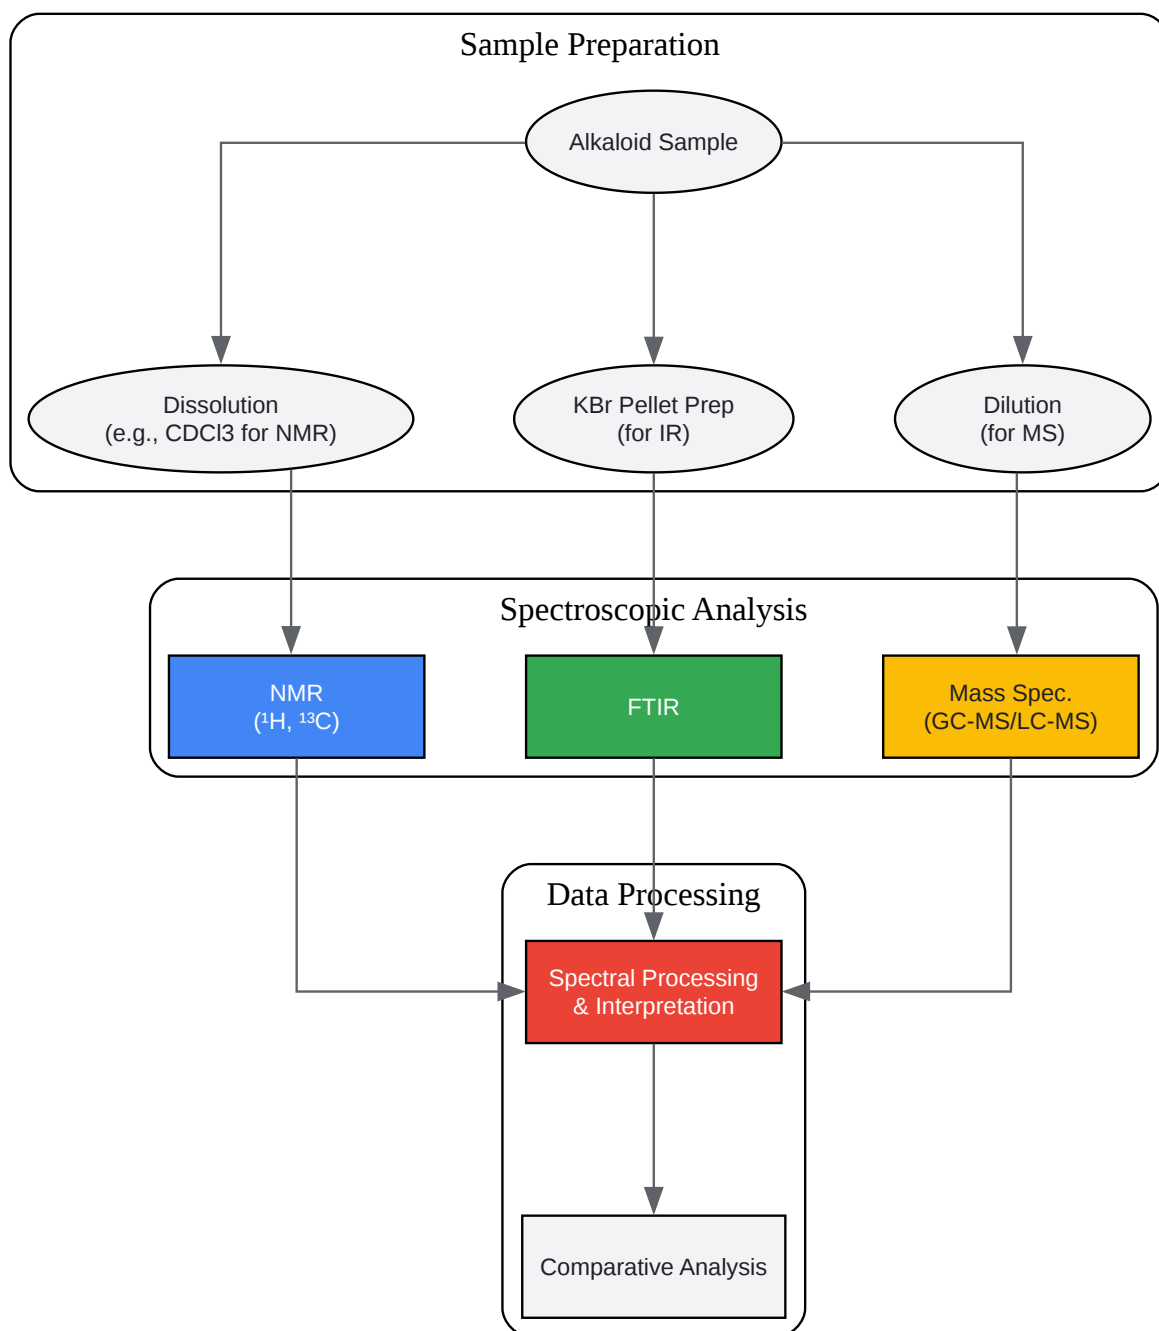 Sample Preparation
Alkaloid Sample
Dissolution
(e.g., CDCl3 for NMR)
KBr Pellet Prep
(for IR)
Dilution
(for MS)
Spectroscopic Analysis
NMR
(¹H, ¹³C)
FTIR
Mass Spec.
(GC-MS/LC-MS)
Data Processing
Spectral Processing
& Interpretation
Comparative Analysis